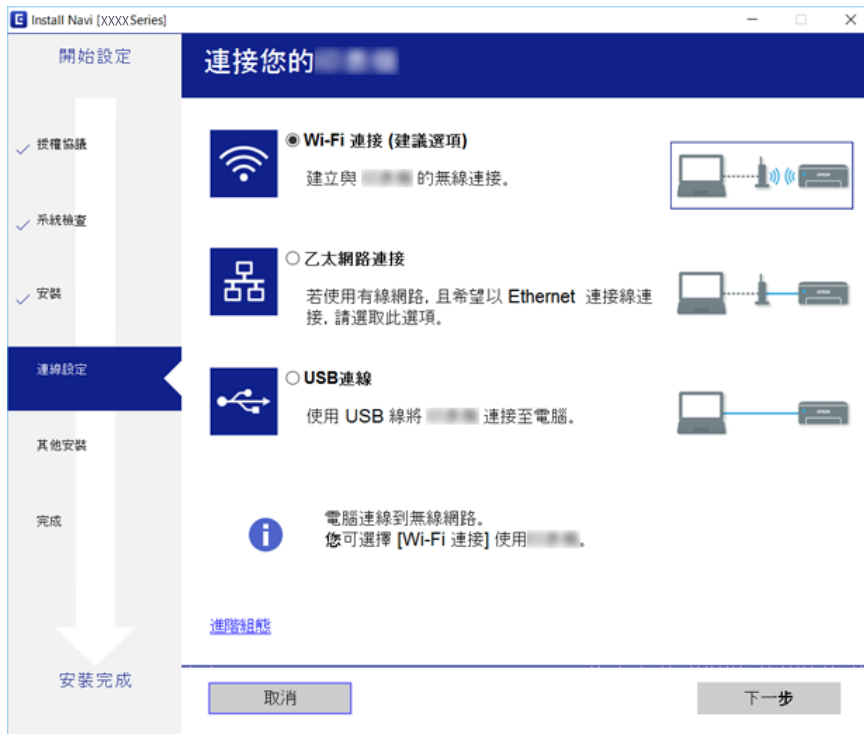 Install Navi [XXXX Series]
開始設定
授權協議
系統檢查
安裝
連線設定
其他安裝
完成
安裝完成
連接您的
Wi-Fi 連接 (建議選項)
建立與 的無線連接。
乙太網路連接
若使用有線網路, 且希望以 Ethernet 連接線連
接, 請選取此選項。
USB連線
使用 USB 線將 連接至電腦。
電腦連線到無線網路。
您可選擇 [Wi-Fi 連接] 使用 .
進階組態
取消
下一步